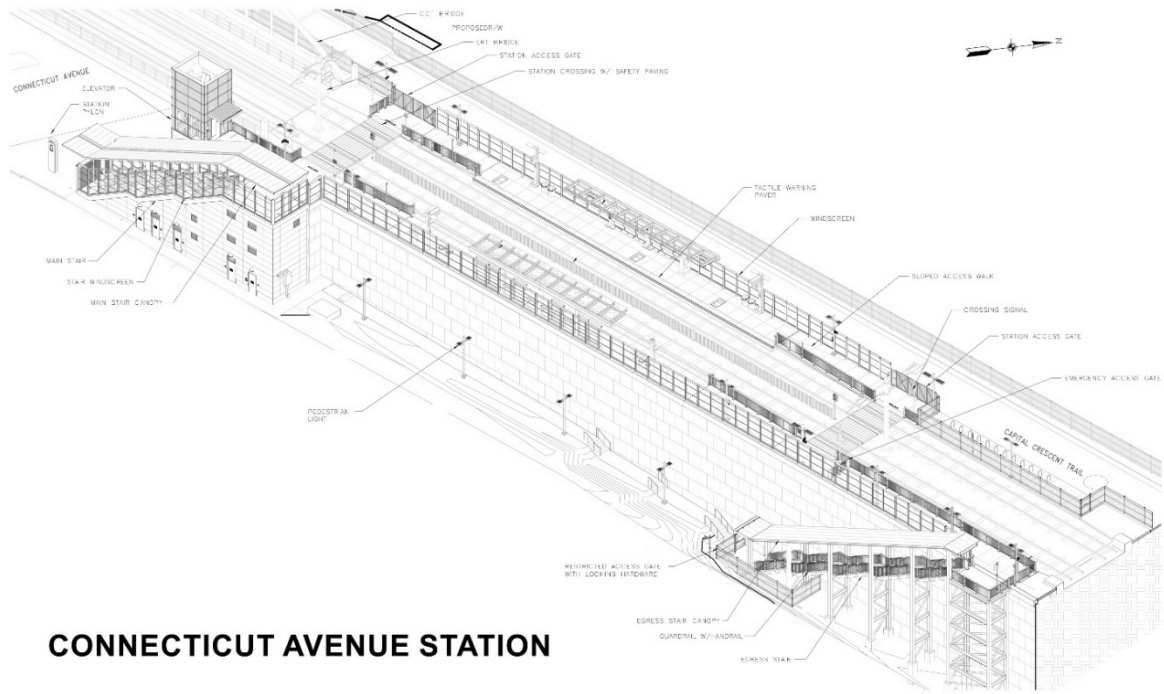 CCT BRIDGE
PROPOSEDR/W
LRT BRIDGE
STATION ACCESS GATE
STATION CROSSING W/ SAFETY PAVING
N
CONNECTICUT AVENUE
ELEVATOR
STATION
PYLON
TACTILE WARNING
PAVER
WINDSCREEN
MAIN STAIR
STAIR WINDSCREEN
MAIN STAIR CANOPY
SLOPED ACCESS WALK
CROSSING SIGNAL
STATION ACCESS GATE
EMERGENCY ACCESS GATE
PEDESTRIAN
LIGHT
CAPITAL CRESCENT TRAIL
RESTRICTED ACCESS GATE
WITH LOCKING HARDWARE
EGRESS STAIR CANOPY
GUARDRAIL W/HANDRAIL
EGRESS STAIR
CONNECTICUT AVENUE STATION